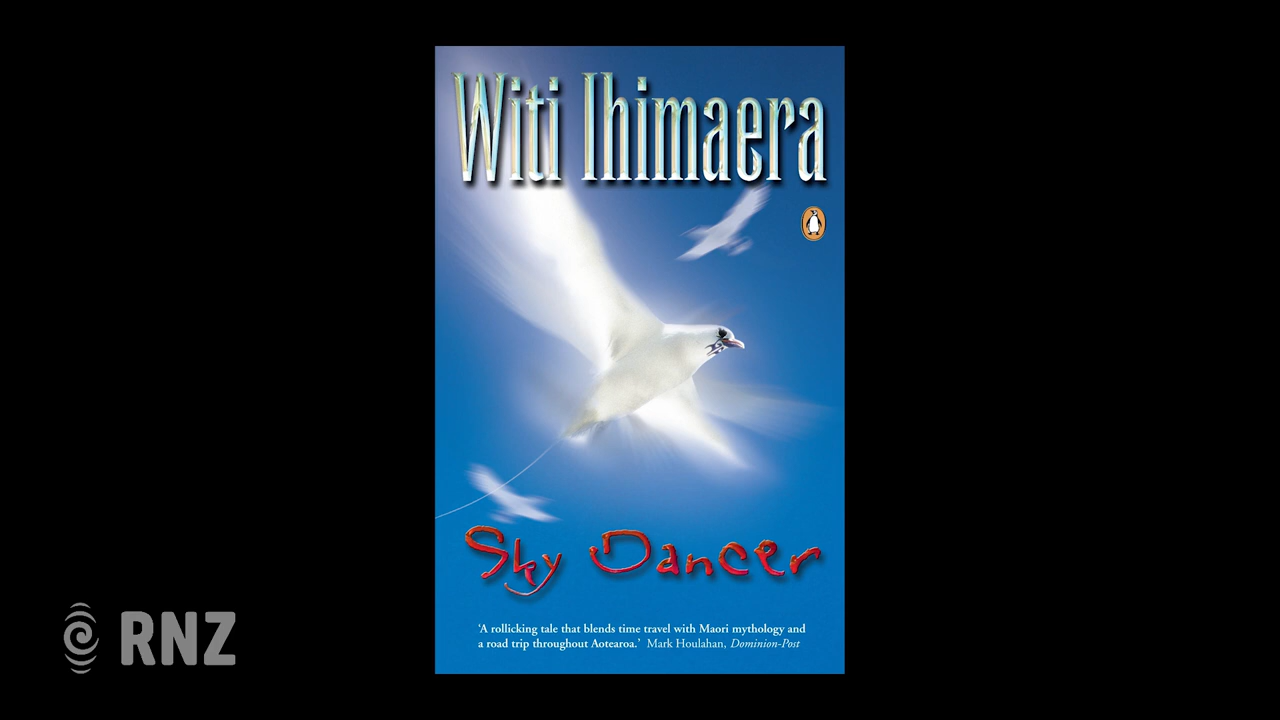 Witi Ihimaera
Sky Dancer
‘A rollicking tale that blends time travel with Maori mythology and
a road trip throughout Aotearoa.’ Mark Houlahan, Dominion-Post
RNZ